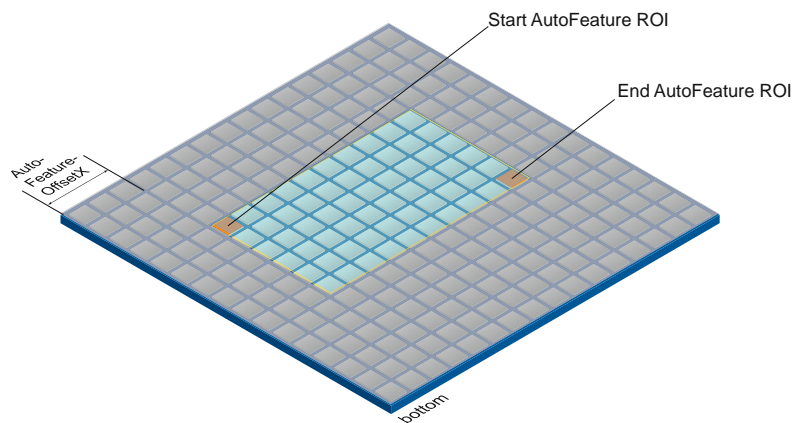 Start AutoFeature ROI
End AutoFeature ROI
Auto-
Feature-
OffsetX
bottom